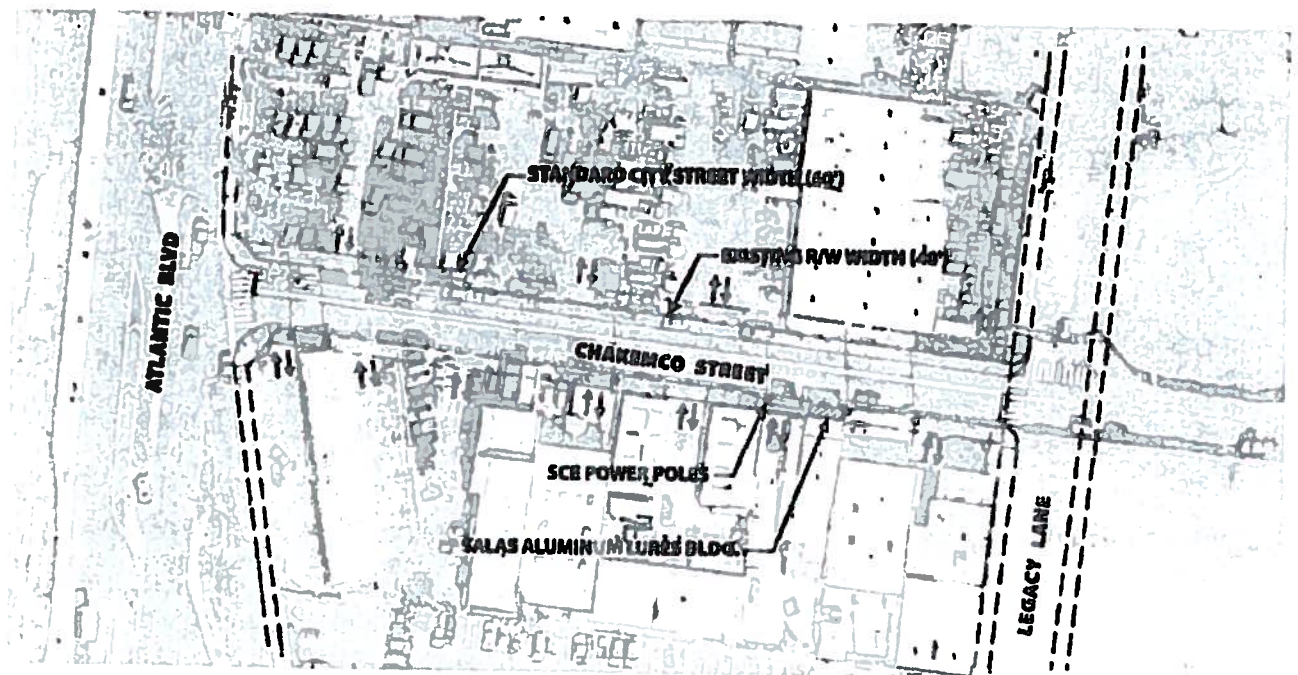 STANDARD CITY STREET WIDTH (60')
EXISTING R/W WIDTH (40')
ATLANTIC BLVD
CHAKEMCO STREET
SCE POWER POLES
SALAS ALUMINUM LURES BLDG.
LEGACY LANE